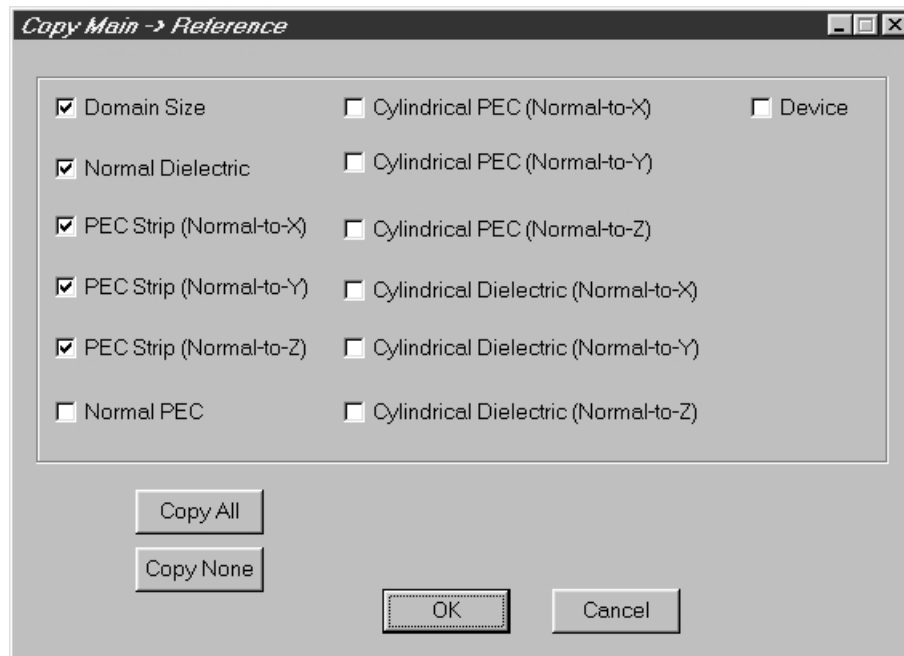 Copy Main -> Reference
Domain Size
Cylindrical PEC (Normal-to-X)
Device
Normal Dielectric
Cylindrical PEC (Normal-to-Y)
PEC Strip (Normal-to-X)
Cylindrical PEC (Normal-to-Z)
PEC Strip (Normal-to-Y)
Cylindrical Dielectric (Normal-to-X)
PEC Strip (Normal-to-Z)
Cylindrical Dielectric (Normal-to-Y)
Normal PEC
Cylindrical Dielectric (Normal-to-Z)
Copy All
Copy None
OK
Cancel